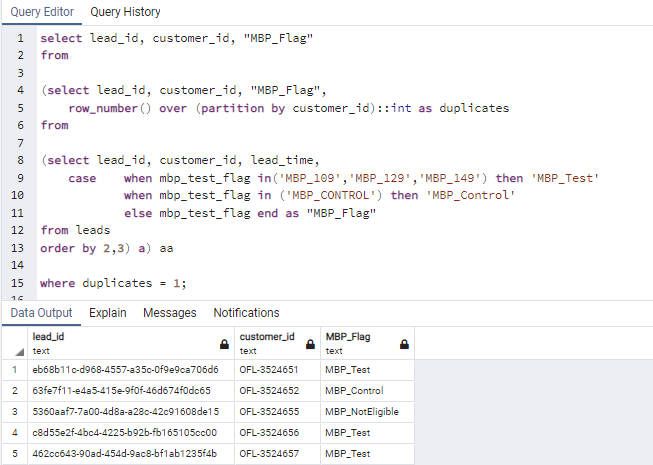 Query Editor Query History
1 select lead_id, customer_id, "MBP_Flag"
2 from
3
4 (select lead_id, customer_id, "MBP_Flag",
5 row_number() over (partition by customer_id)::int as duplicates
6 from
7
8 (select lead_id, customer_id, lead_time,
9 case when mbp_test_flag in('MBP_109','MBP_129','MBP_149') then 'MBP_Test'
10 when mbp_test_flag in ('MBP_CONTROL') then 'MBP_Control'
11 else mbp_test_flag end as "MBP_Flag"
12 from leads
13 order by 2,3) a) aa
14
15 where duplicates = 1;
16
Data Output Explain Messages Notifications
lead_id customer_id MBP_Flag
text text text
1 eb68b11c-d968-4557-a35c-0f9e9ca706d6 OFL-3524651 MBP_Test
2 63fe7f11-e4a5-415e-9f0f-46d674f0dc65 OFL-3524652 MBP_Control
3 5360aaf7-7a00-4d8a-a28c-42c91608de15 OFL-3524655 MBP_NotEligible
4 c8d55e2f-4bc4-4225-b92b-fb165105cc00 OFL-3524656 MBP_Test
5 462cc643-90ad-454d-9ac8-bf1ab1235f4b OFL-3524657 MBP_Test